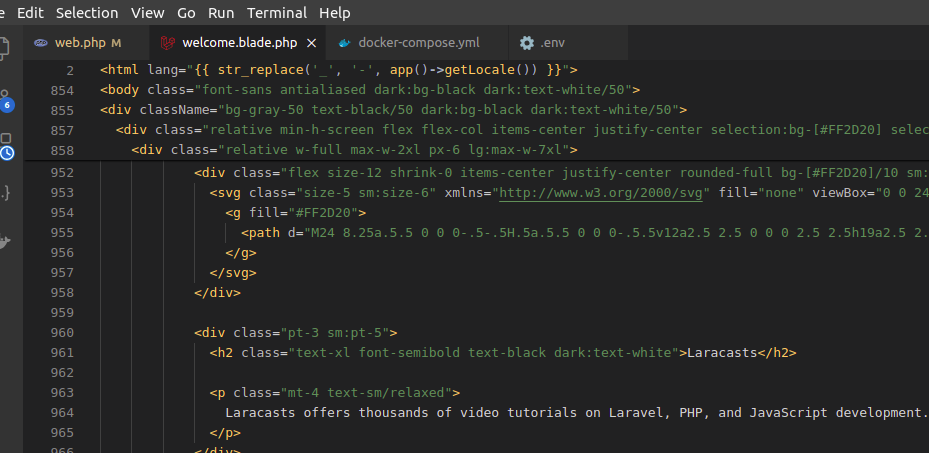 Edit Selection View Go Run Terminal Help
web.php M welcome.blade.php × docker-compose.yml .env
2 <html lang="{{ str_replace('_', '-', app()->getLocale()) }}">
854 <body class="font-sans antialiased dark:bg-black dark:text-white/50">
855 <div className="bg-gray-50 text-black/50 dark:bg-black dark:text-white/50">
857 <div class="relative min-h-screen flex flex-col items-center justify-center selection:bg-[#FF2D20] selec
858 <div class="relative w-full max-w-2xl px-6 lg:max-w-7xl">
952 <div class="flex size-12 shrink-0 items-center justify-center rounded-full bg-[#FF2D20]/10 sm:
953 <svg class="size-5 sm:size-6" xmlns="http://www.w3.org/2000/svg" fill="none" viewBox="0 0 24
954 <g fill="#FF2D20">
955 <path d="M24 8.25a.5.5 0 0 0-.5-.5H.5a.5.5 0 0 0-.5.5v12a2.5 2.5 0 0 0 2.5 2.5h19a2.5 2.
956 </g>
957 </svg>
958 </div>
959
960 <div class="pt-3 sm:pt-5">
961 <h2 class="text-xl font-semibold text-black dark:text-white">Laracasts</h2>
962
963 <p class="mt-4 text-sm/relaxed">
964 Laracasts offers thousands of video tutorials on Laravel, PHP, and JavaScript development.
965 </p>
966 </div>
6